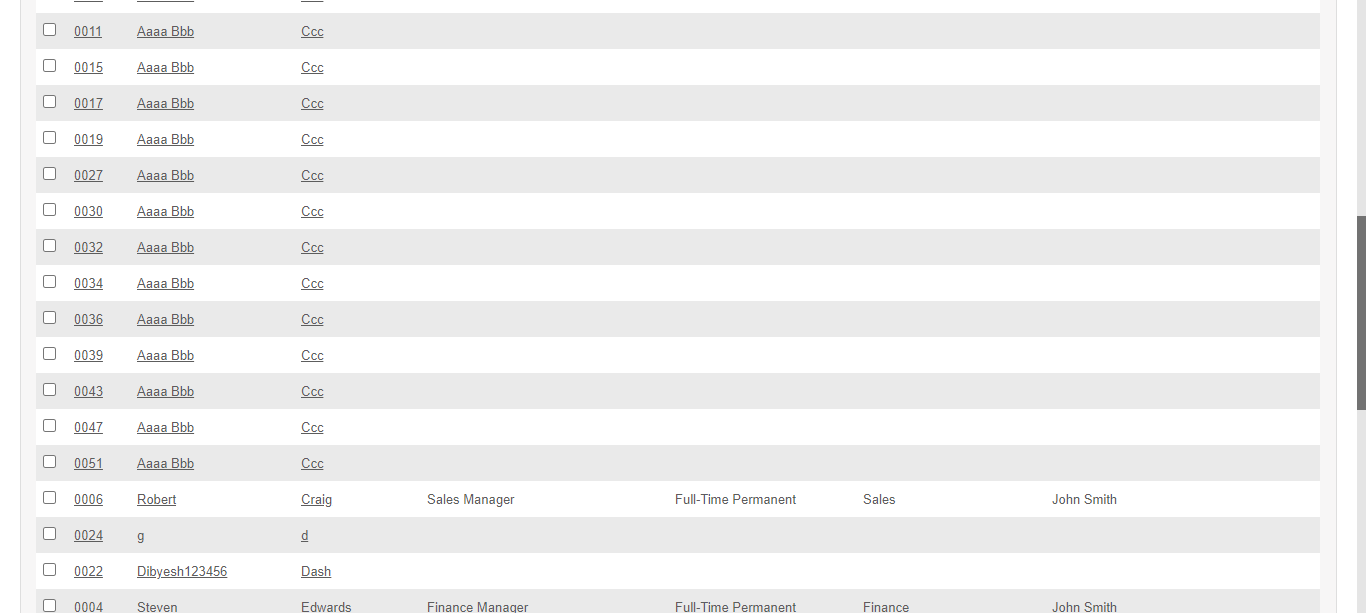 0011 Aaaa Bbb Ccc
0015 Aaaa Bbb Ccc
0017 Aaaa Bbb Ccc
0019 Aaaa Bbb Ccc
0027 Aaaa Bbb Ccc
0030 Aaaa Bbb Ccc
0032 Aaaa Bbb Ccc
0034 Aaaa Bbb Ccc
0036 Aaaa Bbb Ccc
0039 Aaaa Bbb Ccc
0043 Aaaa Bbb Ccc
0047 Aaaa Bbb Ccc
0051 Aaaa Bbb Ccc
0006 Robert Craig Sales Manager Full-Time Permanent Sales John Smith
0024 g d
0022 Dibyesh123456 Dash
0004 Steven Edwards Finance Manager Full-Time Permanent Finance John Smith